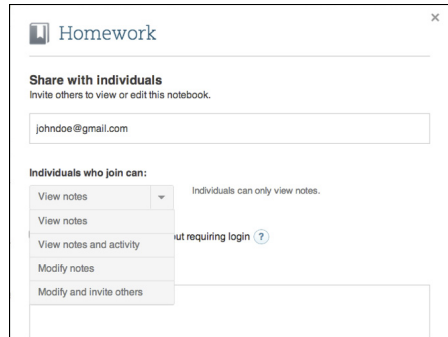 Homework
Share with individuals
Invite others to view or edit this notebook.
johndoe@gmail.com
Individuals who join can:
View notes
Individuals can only view notes.
View notes
requiring login ?
View notes and activity
Modify notes
Modify and invite others